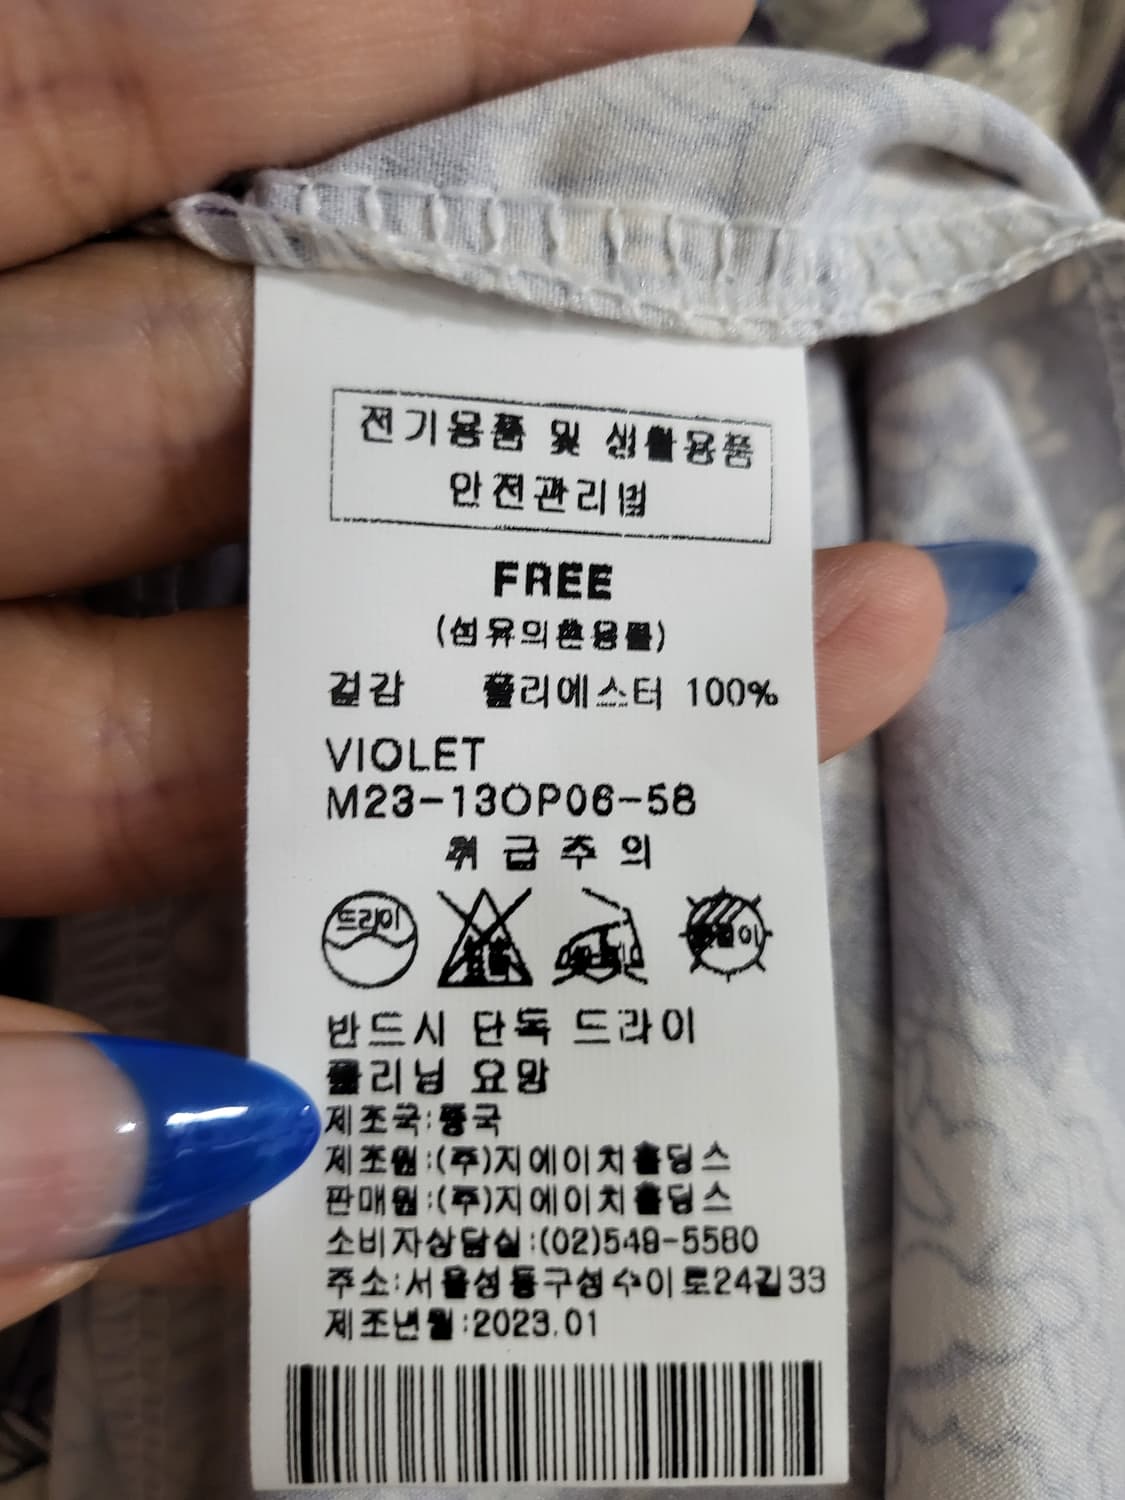 전기용품 및 생활용품
안전관리법
FREE
(섬유의혼용률)
겉감 폴리에스터 100%
VIOLET
M23-13OP06-58
취급주의
드라이
반드시 단독 드라이
클리닝 요망
제조국:중국
제조원:(주)지에이치홀딩스
판매원:(주)지에이치홀딩스
소비자상담실:(02)549-5580
주소:서울성동구성수이로24길33
제조년월:2023.01